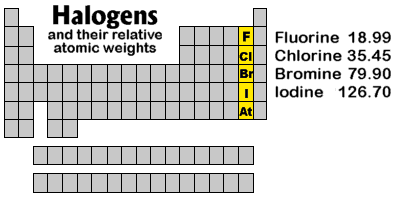 Halogens
and their relative
atomic weights
F
Cl
Br
I
At
Fluorine 18.99
Chlorine 35.45
Bromine 79.90
Iodine 126.70